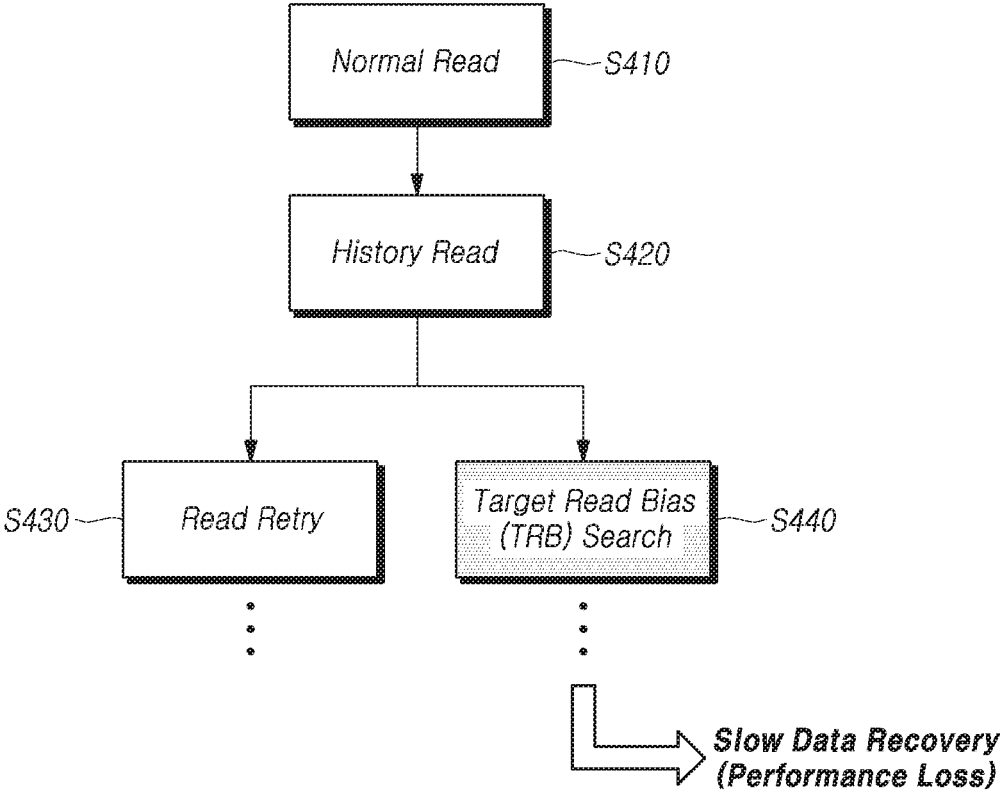 Normal Read
S410
History Read
S420
S430
Read Retry
Target Read Bias
(TRB) Search
S440
Slow Data Recovery
(Performance Loss)